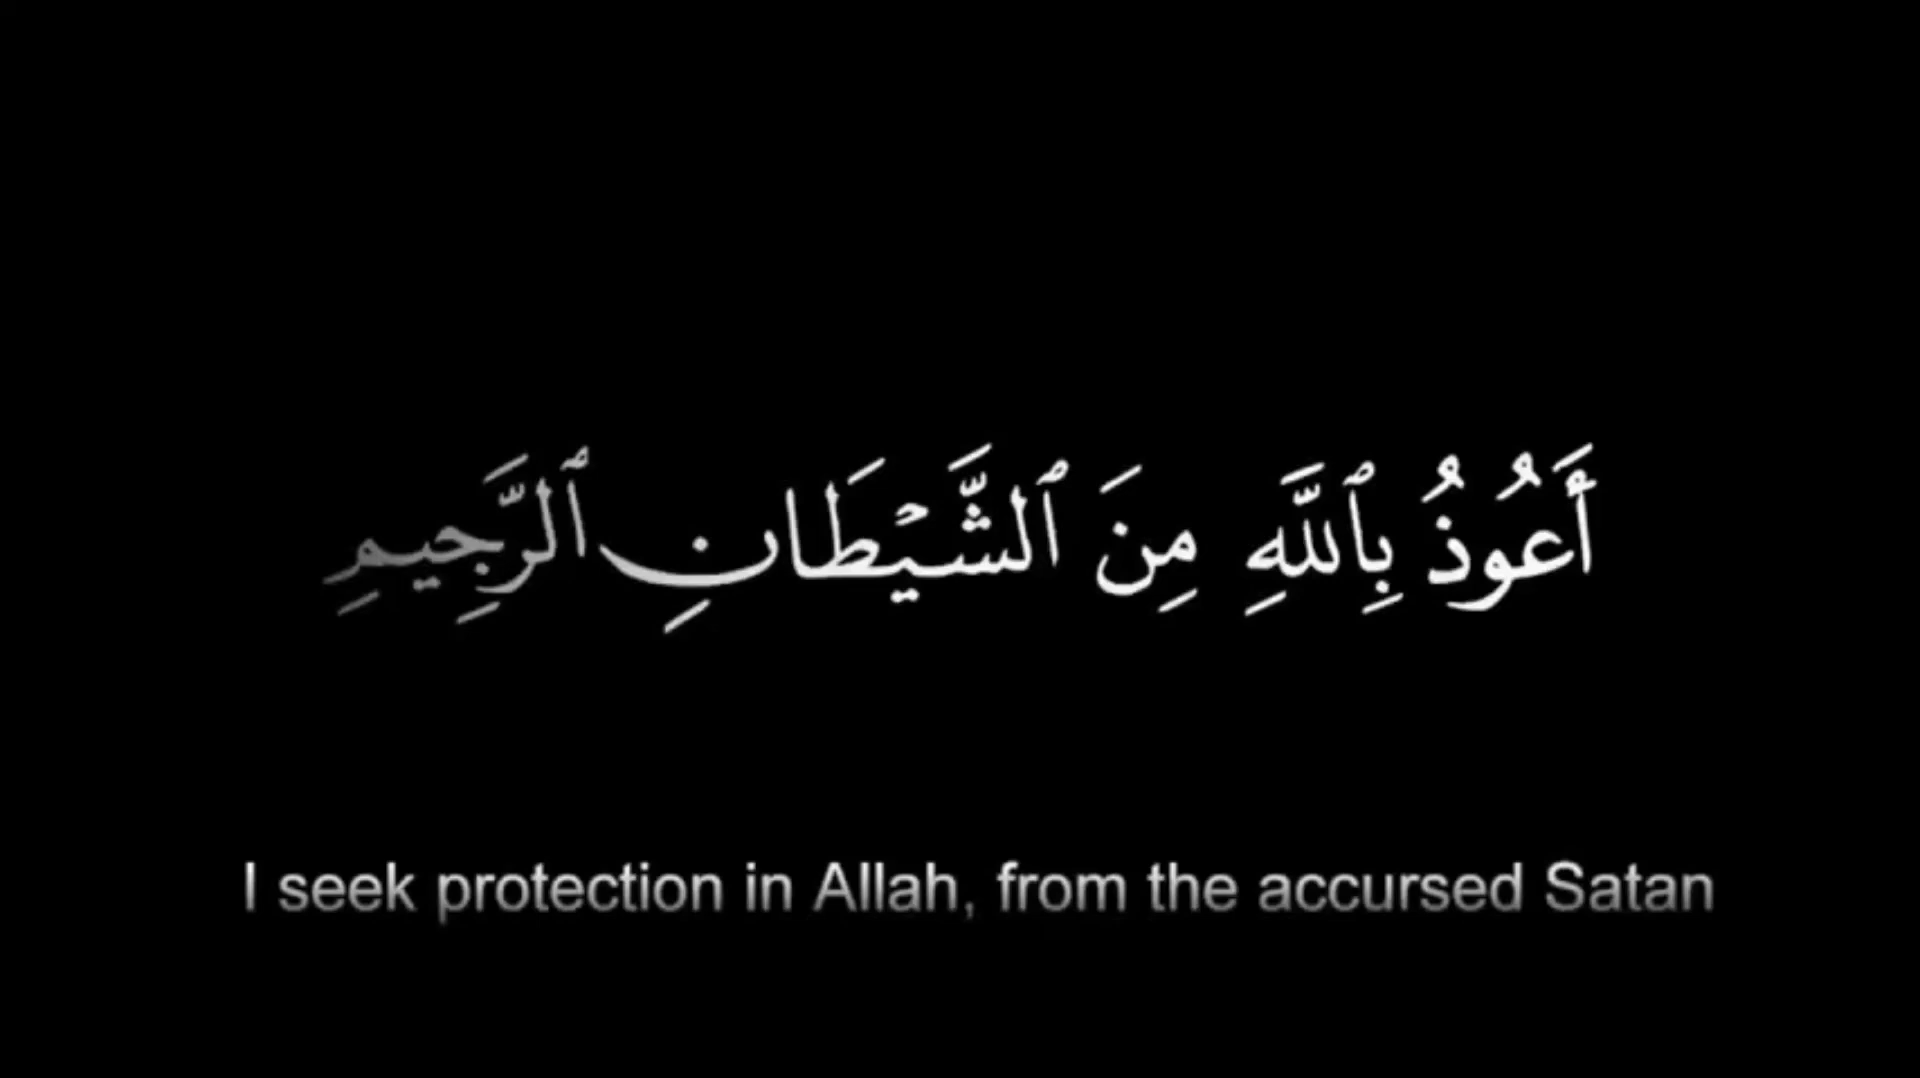 أَعُوذُ بِٱللَّهِ مِنَ ٱلشَّيۡطَانِ ٱلرَّجِيمِ
I seek protection in Allah, from the accursed Satan